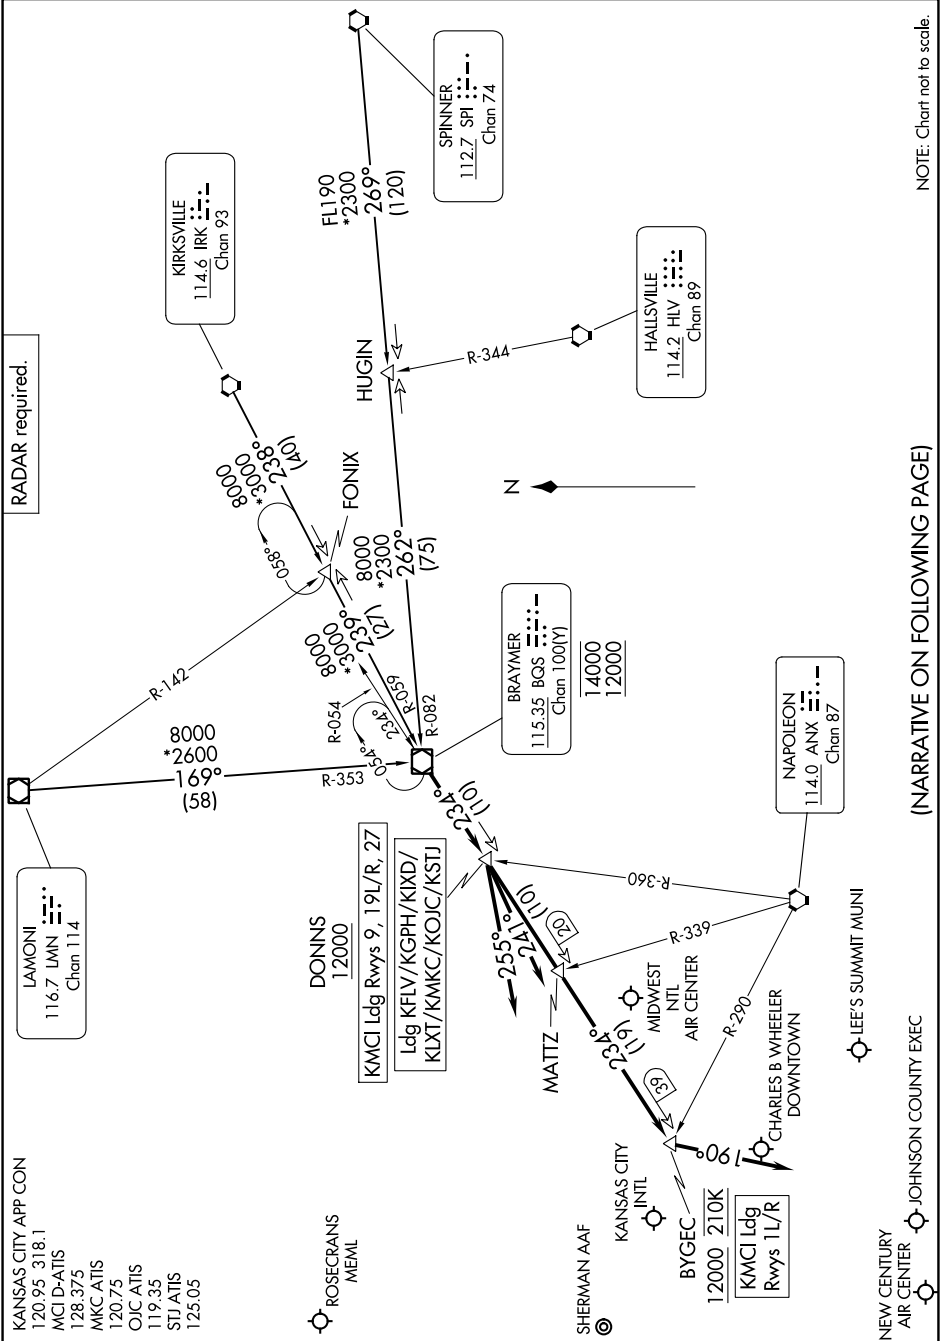 KANSAS CITY APP CON
120.95 318.1
MCI D-ATIS
128.375
MKC ATIS
120.75
OJC ATIS
119.35
STJ ATIS
125.05
RADAR required.
LAMONI
116.7 LMN
Chan 114
KIRKSVILLE
114.6 IRK
Chan 93
SPINNER
112.7 SPI
Chan 74
HALLSVILLE
114.2 HLV
Chan 89
BRAYMER
115.35 BQS
Chan 100(Y)
14000
12000
NAPOLEON
114.0 ANX
Chan 87
R-142
8000
*2600
169°
(58)
R-353
8000
*3000
238°
(40)
058°
FONIX
8000
*3000
239°
(27)
R-054
R-059
234°
054°
FL190
*2300
269°
(120)
HUGIN
R-344
8000
*2300
262°
(75)
R-082
N
234°
(10)
DONNS
12000
KMCI Ldg Rwys 9, 19L/R, 27
Ldg KFLV/KGPH/KIXD/
KLXT/KMKC/KOJC/KSTJ
255°
241°
(10)
20
MATTZ
R-360
R-339
R-290
234°
(19)
39
BYGEC
12000 210K
KMCI Ldg
Rwys 1L/R
190°
ROSECRANS
MEML
SHERMAN AAF
KANSAS CITY
INTL
MIDWEST
NTL
AIR CENTER
CHARLES B WHEELER
DOWNTOWN
LEE'S SUMMIT MUNI
JOHNSON COUNTY EXEC
NEW CENTURY
AIR CENTER
(NARRATIVE ON FOLLOWING PAGE)
NOTE: Chart not to scale.